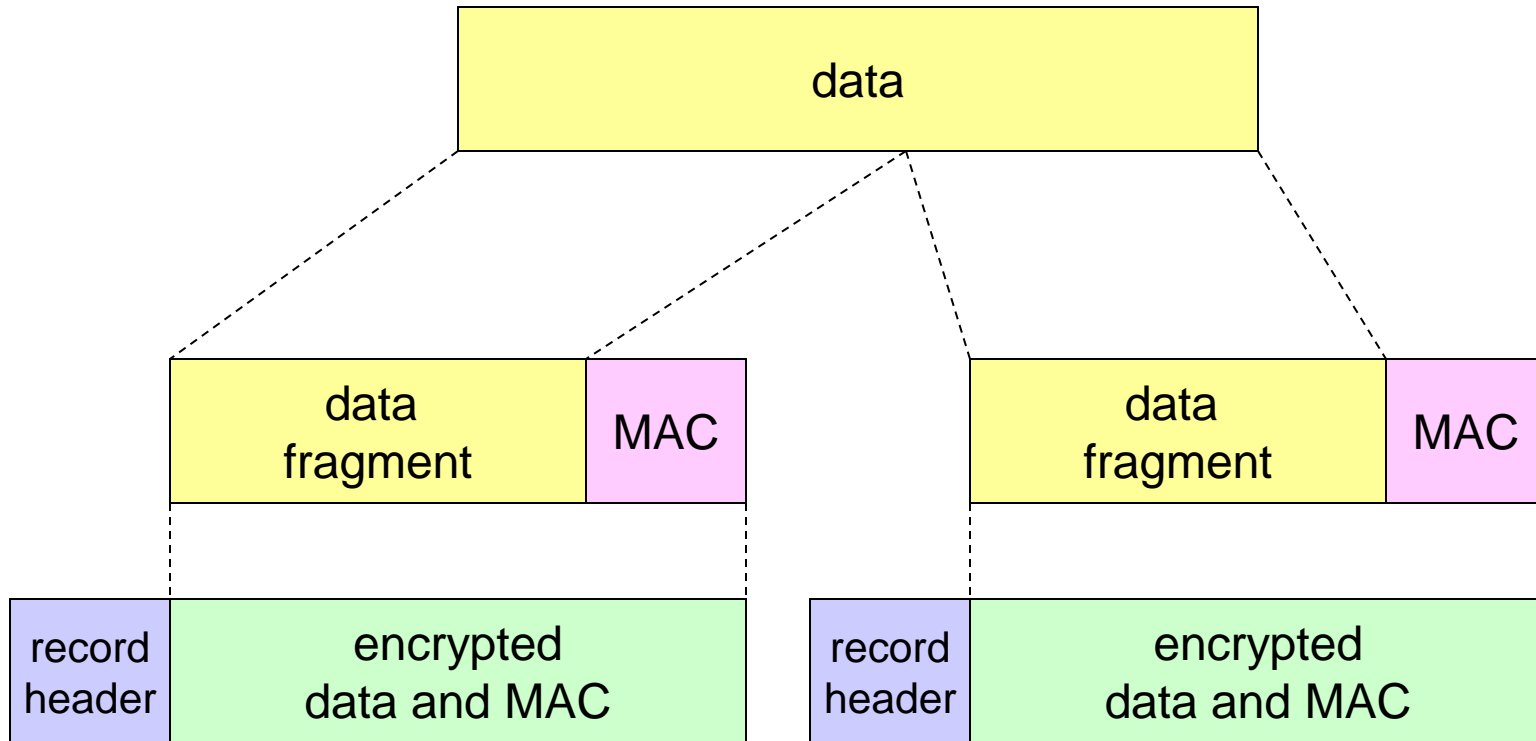 data
data
fragment
MAC
data
fragment
MAC
record
header
encrypted
data and MAC
record
header
encrypted
data and MAC